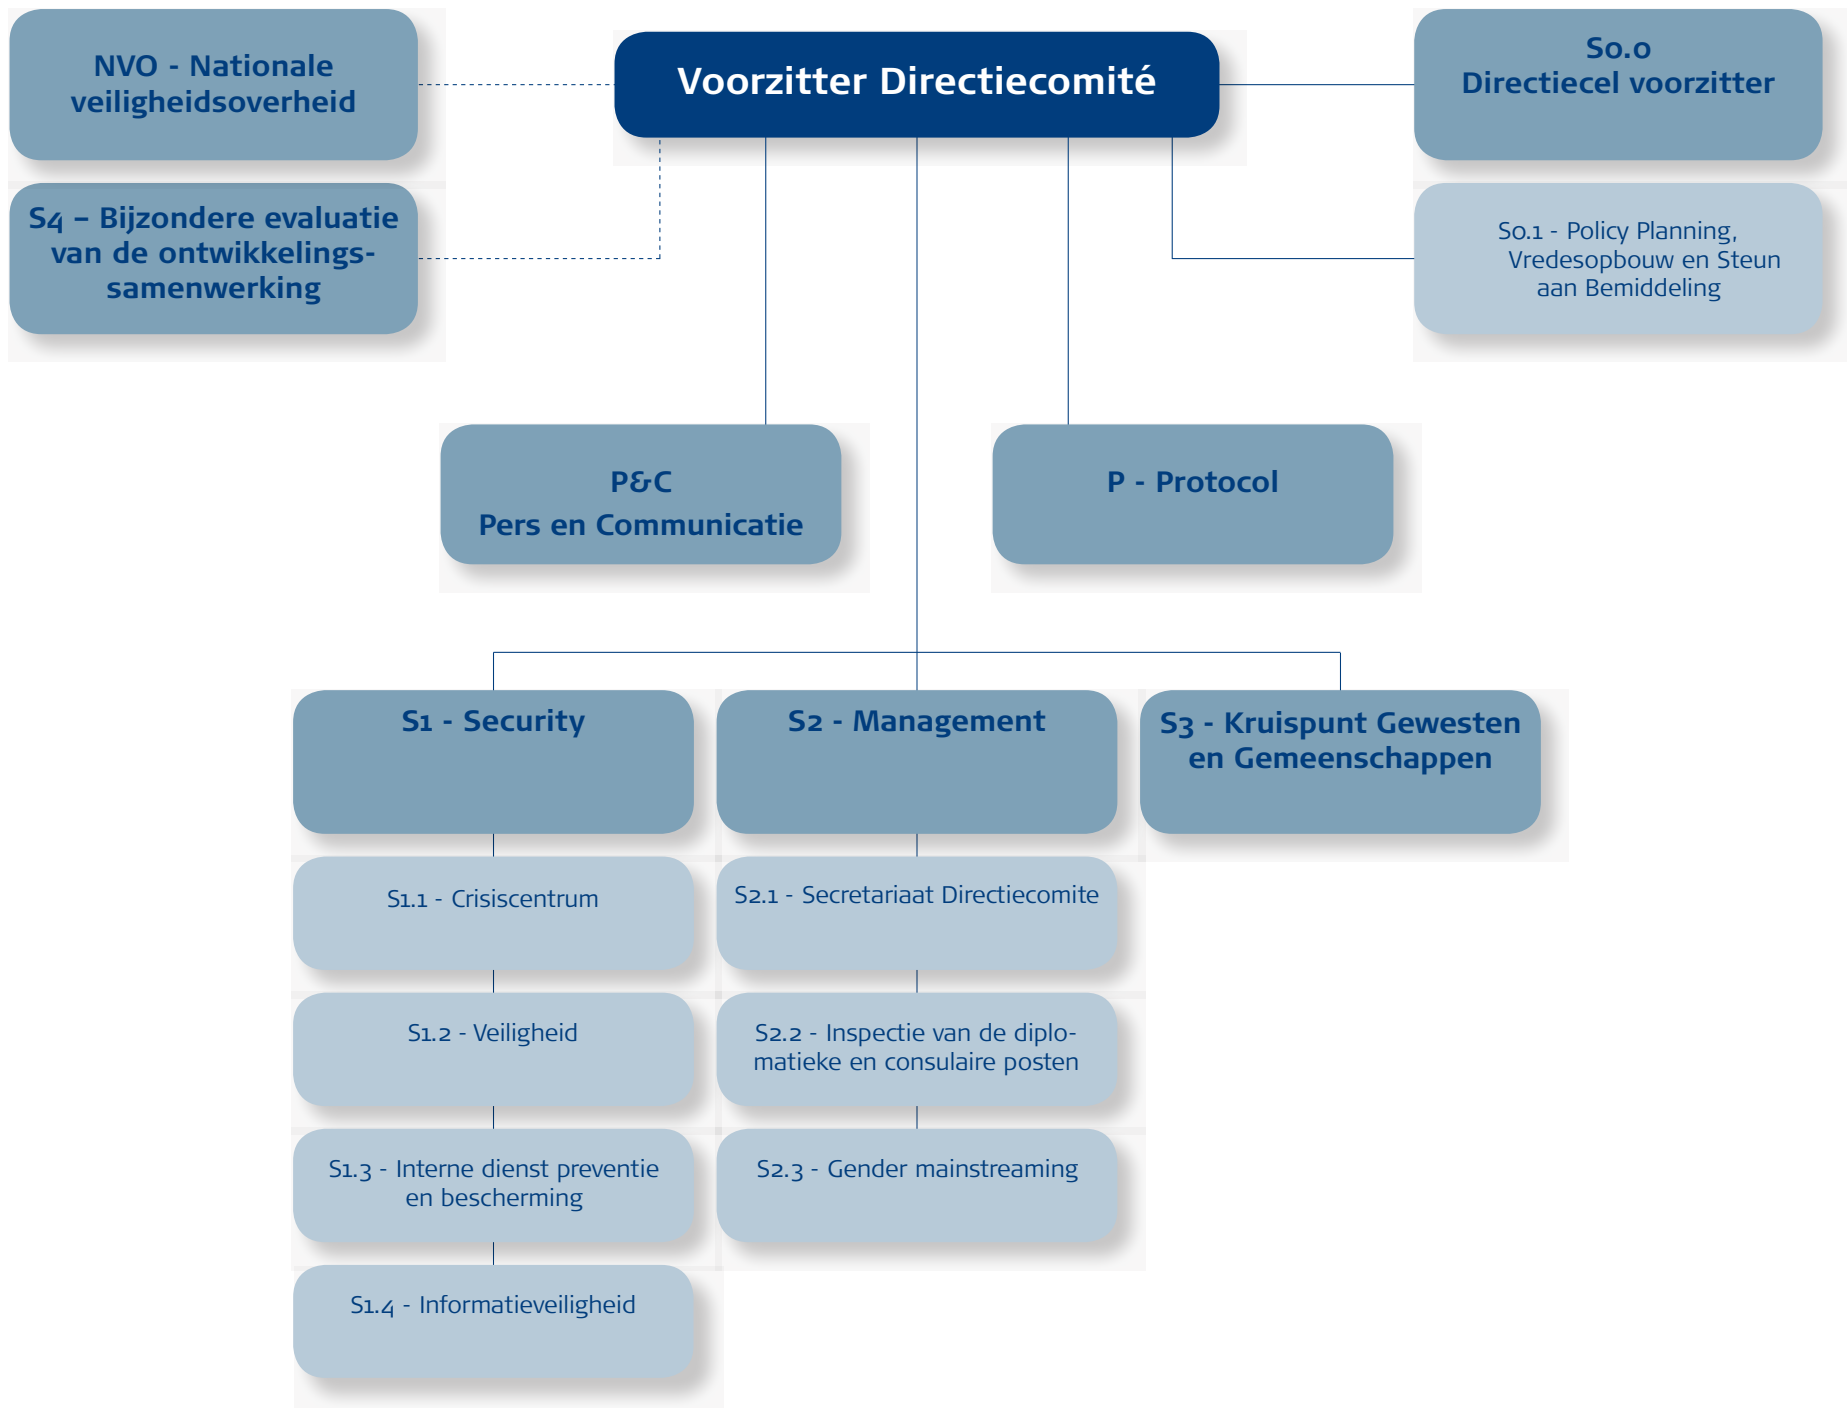 NVO - Nationale
veiligheidsoverheid
Voorzitter Directiecomité
S0.0
Directiecel voorzitter
S4 – Bijzondere evaluatie
van de ontwikkelings-
samenwerking
S0.1 - Policy Planning,
Vredesopbouw en Steun
aan Bemiddeling
P&C
Pers en Communicatie
P - Protocol
S1 - Security
S2 - Management
S3 - Kruispunt Gewesten
en Gemeenschappen
S1.1 - Crisiscentrum
S2.1 - Secretariaat Directiecomite
S1.2 - Veiligheid
S2.2 - Inspectie van de diplo-
matieke en consulaire posten
S1.3 - Interne dienst preventie
en bescherming
S2.3 - Gender mainstreaming
S1.4 - Informatieveiligheid